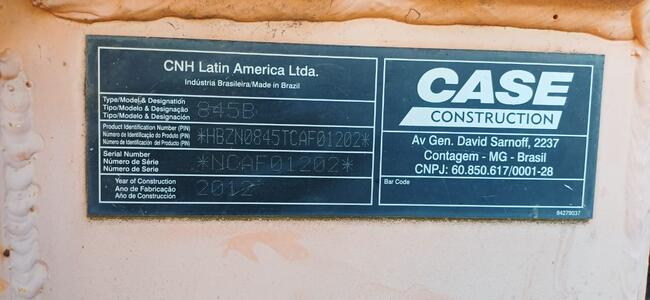 CNH Latin America Ltda.
Indústria Brasileira/Made in Brazil
Type/Model & Designation
Tipo/Modelo & Designação
Tipo/Modelo & Designación
845B
Product Identification Number (PIN)
Número de Identificação do Produto (PIN)
Número de Identificación del Producto (PIN)
*HBZN0845TCAF01202*
Serial Number
Número de Série
Número de Série
*NCAF01202*
Year of Construction
Ano de Fabricação
Año de Construcción
2012
CASE
CONSTRUCTION
Av Gen. David Sarnoff, 2237
Contagem - MG - Brasil
CNPJ: 60.850.617/0001-28
Bar Code
84279037